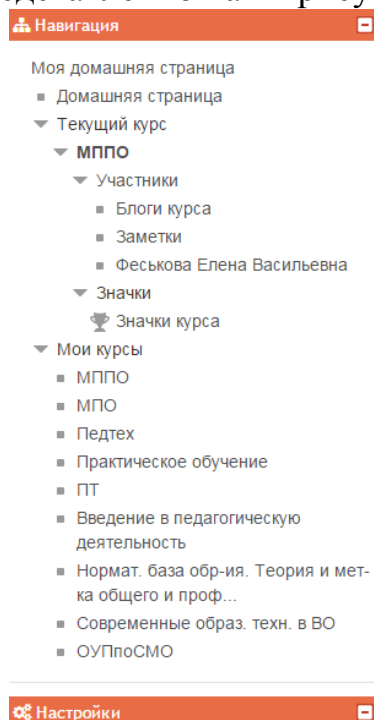 Навигация
Моя домашняя страница
Домашняя страница
Текущий курс
МППО
Участники
Блоги курса
Заметки
Феськова Елена Васильевна
Значки
Значки курса
Мои курсы
МППО
МПО
Педтех
Практическое обучение
ПТ
Введение в педагогическую
деятельность
Нормат. база обр-ия. Теория и мет-
ка общего и проф...
Современные образ. техн. в ВО
ОУПпоСМО
Настройки